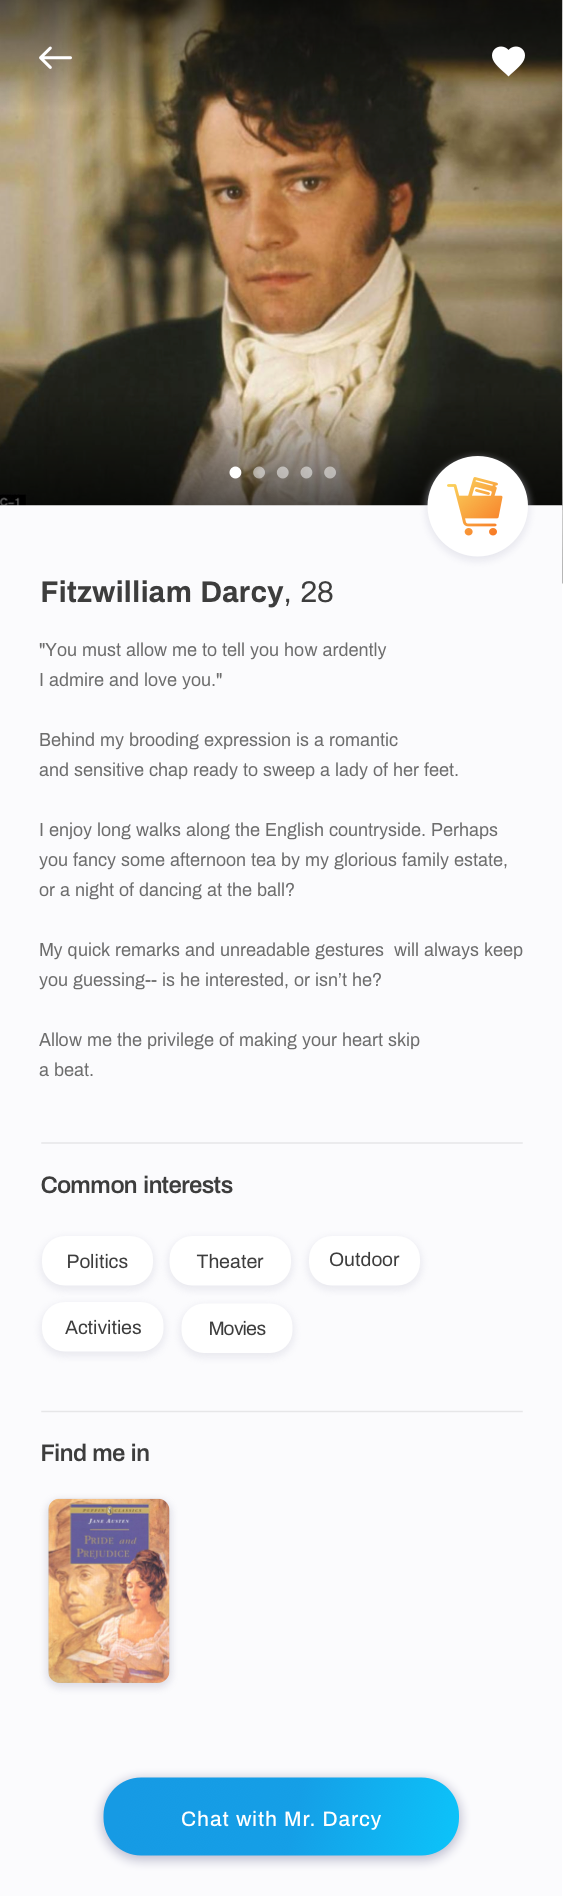 C-1
Fitzwilliam Darcy, 28
"You must allow me to tell you how ardently
I admire and love you."
Behind my brooding expression is a romantic
and sensitive chap ready to sweep a lady of her feet.
I enjoy long walks along the English countryside. Perhaps
you fancy some afternoon tea by my glorious family estate,
or a night of dancing at the ball?
My quick remarks and unreadable gestures  will always keep
you guessing-- is he interested, or isn’t he?
Allow me the privilege of making your heart skip
a beat.
Common interests
Politics Theater Outdoor
Activities Movies
Find me in
JANE AUSTEN
PRIDE and
PREJUDICE
Chat with Mr. Darcy